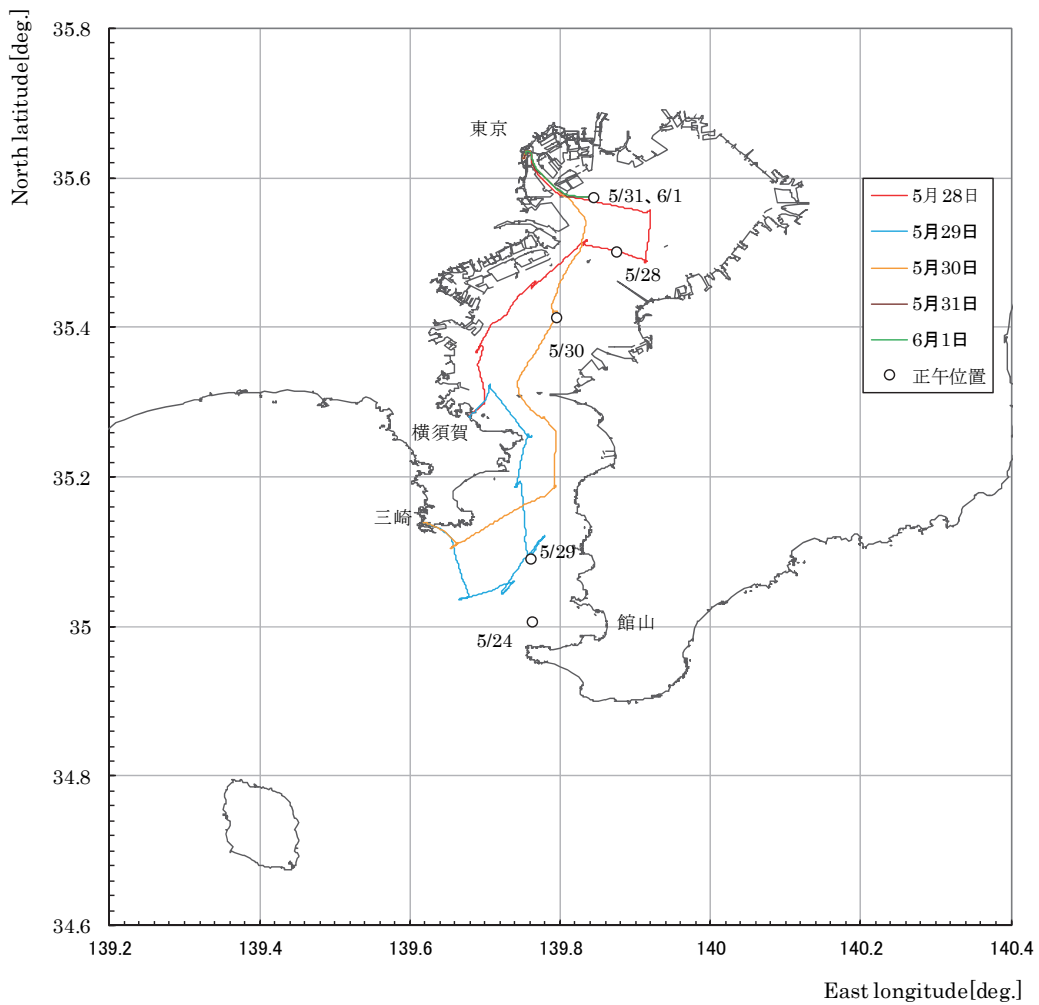 North latitude[deg.]
35.8
35.6
35.4
35.2
35
34.8
34.6
139.2
139.4
139.6
139.8
140
140.2
140.4
East longitude[deg.]
東京
5/31、6/1
5/28
5/30
横須賀
三崎
5/29
5/24
館山
5月28日
5月29日
5月30日
5月31日
6月1日
正午位置